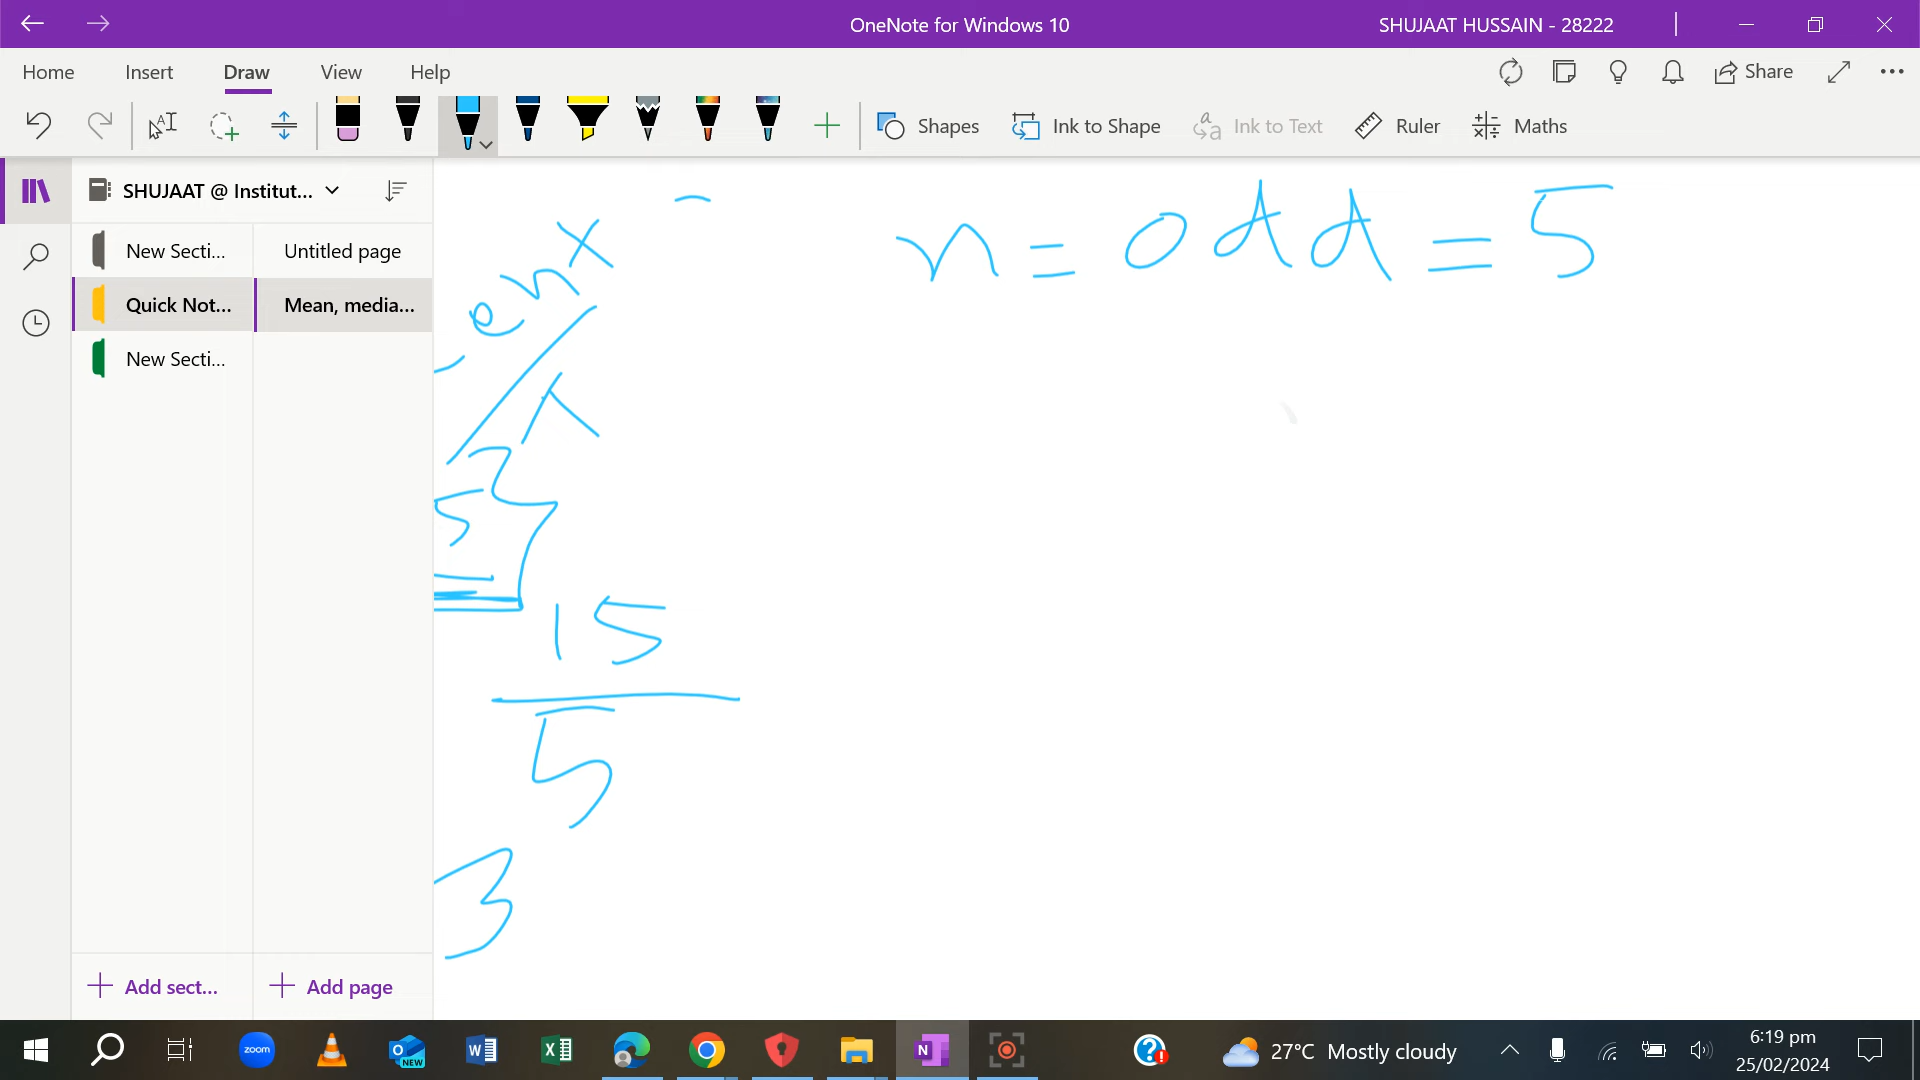 OneNote for Windows 10
SHUJAAT HUSSAIN - 28222
Home Insert Draw View Help
Share
Shapes Ink to Shape Ink to Text Ruler Maths
SHUJAAT @ Institut...
New Secti...
Quick Not...
New Secti...
Untitled page
Mean, media...
n = odd = 5
15
5
3
Add sect...
Add page
zoom
NEW
27°C Mostly cloudy
6:19 pm
25/02/2024